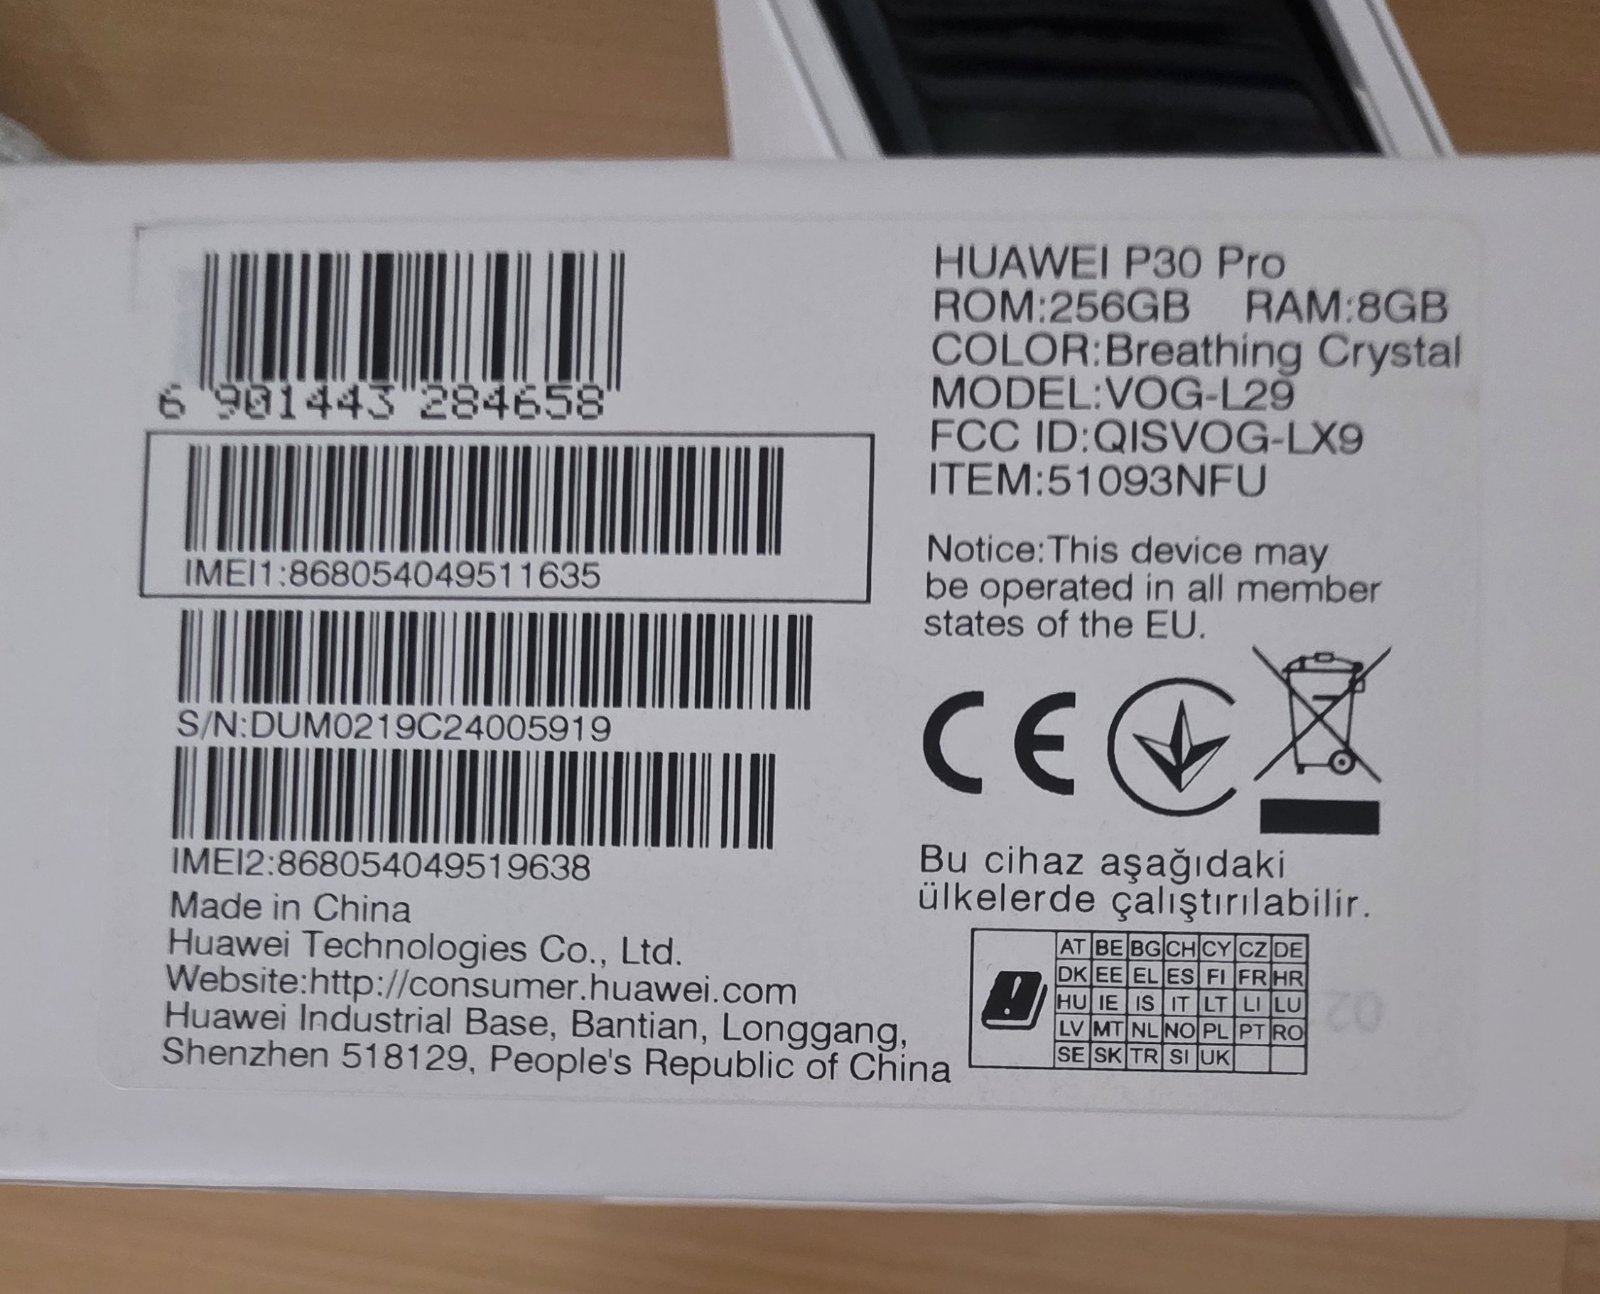 6 901443 284658
IMEI1:868054049511635
S/N:DUM0219C24005919
IMEI2:868054049519638
Made in China
Huawei Technologies Co., Ltd.
Website:http://consumer.huawei.com
Huawei Industrial Base, Bantian, Longgang,
Shenzhen 518129, People's Republic of China
HUAWEI P30 Pro
ROM:256GB RAM:8GB
COLOR:Breathing Crystal
MODEL:VOG-L29
FCC ID:QISVOG-LX9
ITEM:51093NFU
Notice:This device may
be operated in all member
states of the EU.
CE
Bu cihaz aşağıdaki
ülkelerde çalıştırılabilir.
AT BE BG CH CY CZ DE
DK EE EL ES FI FR HR
HU IE IS IT LT LI LU
LV MT NL NO PL PT RO
SE SK TR SI UK